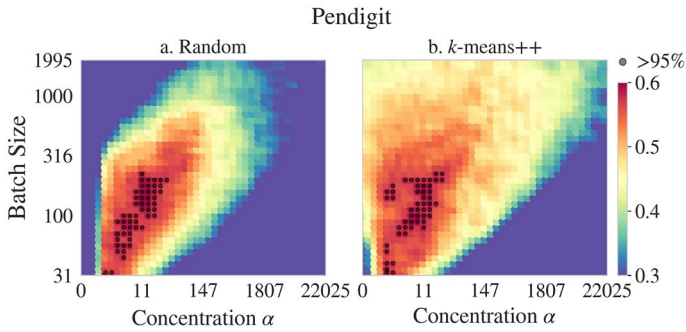 Pendigit
a. Random
b. k-means++
>95%
Batch Size
1995
1000
316
100
31
0 11 147 1807 22025
0 11 147 1807 22025
Concentration α
Concentration α
0.6
0.5
0.4
0.3